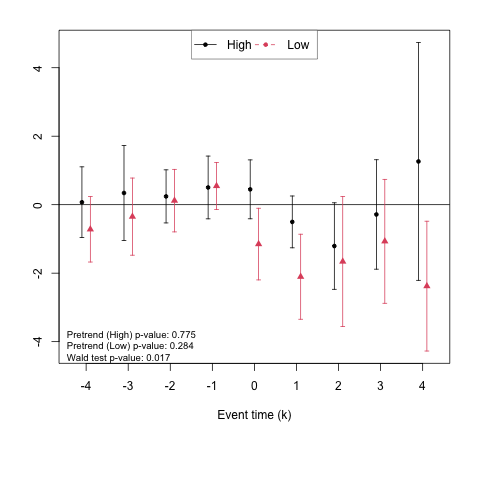 High Low
4
2
0
-2
-4
Pretrend (High) p-value: 0.775
Pretrend (Low) p-value: 0.284
Wald test p-value: 0.017
-4 -3 -2 -1 0 1 2 3 4
Event time (k)